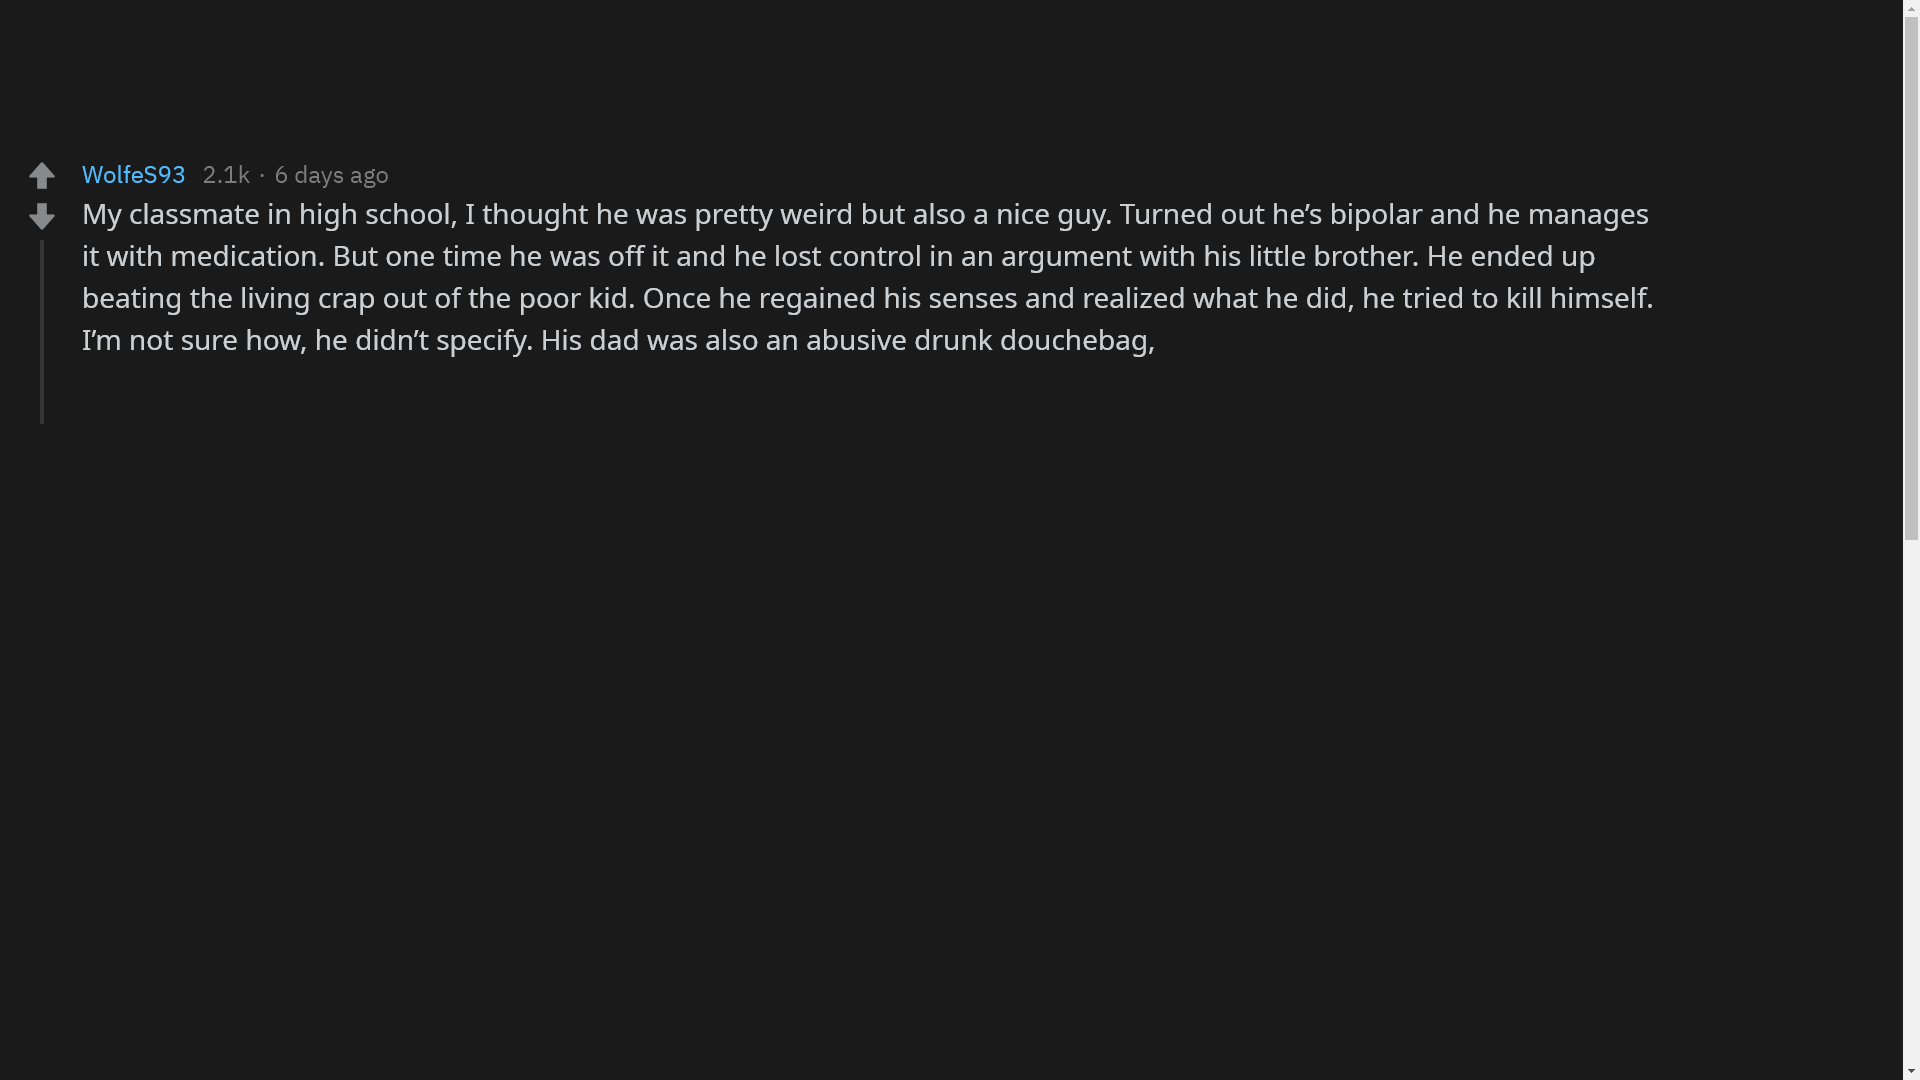 WolfeS93 2.1k · 6 days ago
My classmate in high school, I thought he was pretty weird but also a nice guy. Turned out he’s bipolar and he manages
it with medication. But one time he was off it and he lost control in an argument with his little brother. He ended up
beating the living crap out of the poor kid. Once he regained his senses and realized what he did, he tried to kill himself.
I’m not sure how, he didn’t specify. His dad was also an abusive drunk douchebag,